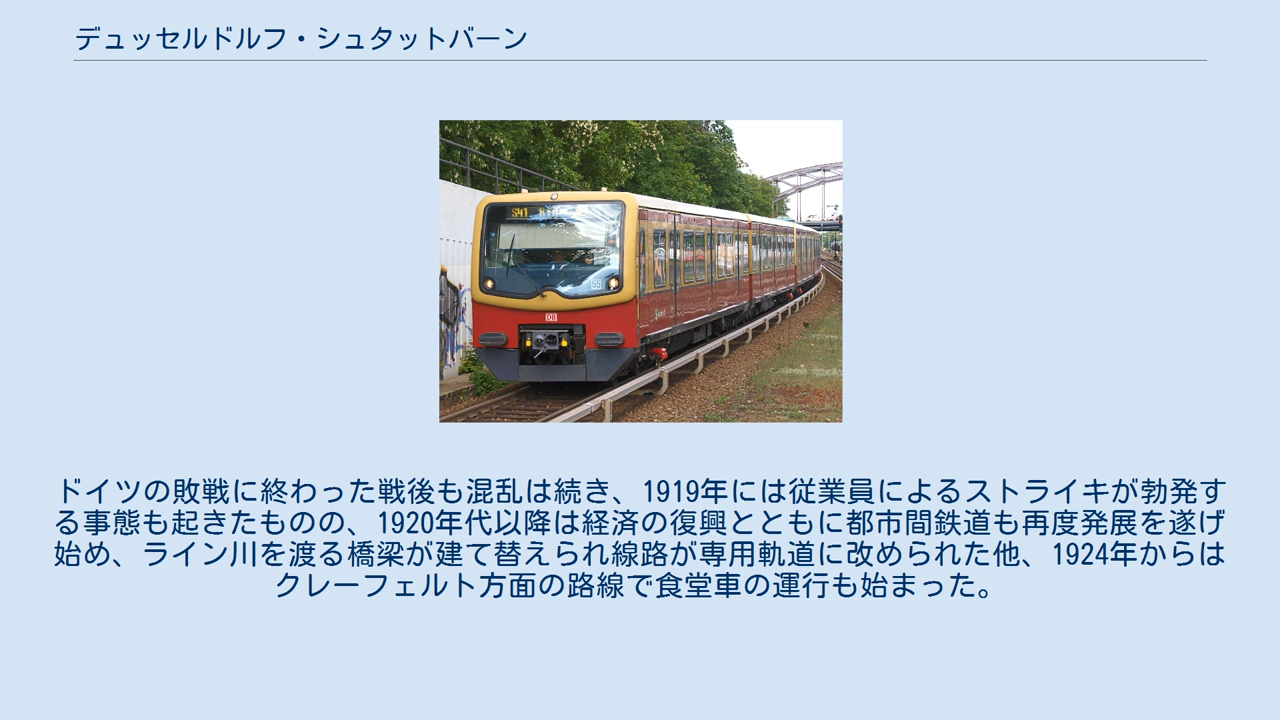 デュッセルドルフ・シュタットバーン
S41
DB
ドイツの敗戦に終わった戦後も混乱は続き、1919年には従業員によるストライキが勃発す
る事態も起きたものの、1920年代以降は経済の復興とともに都市間鉄道も再度発展を遂げ
始め、ライン川を渡る橋梁が建て替えられ線路が専用軌道に改められた他、1924年からは
クレーフェルト方面の路線で食堂車の運行も始まった。